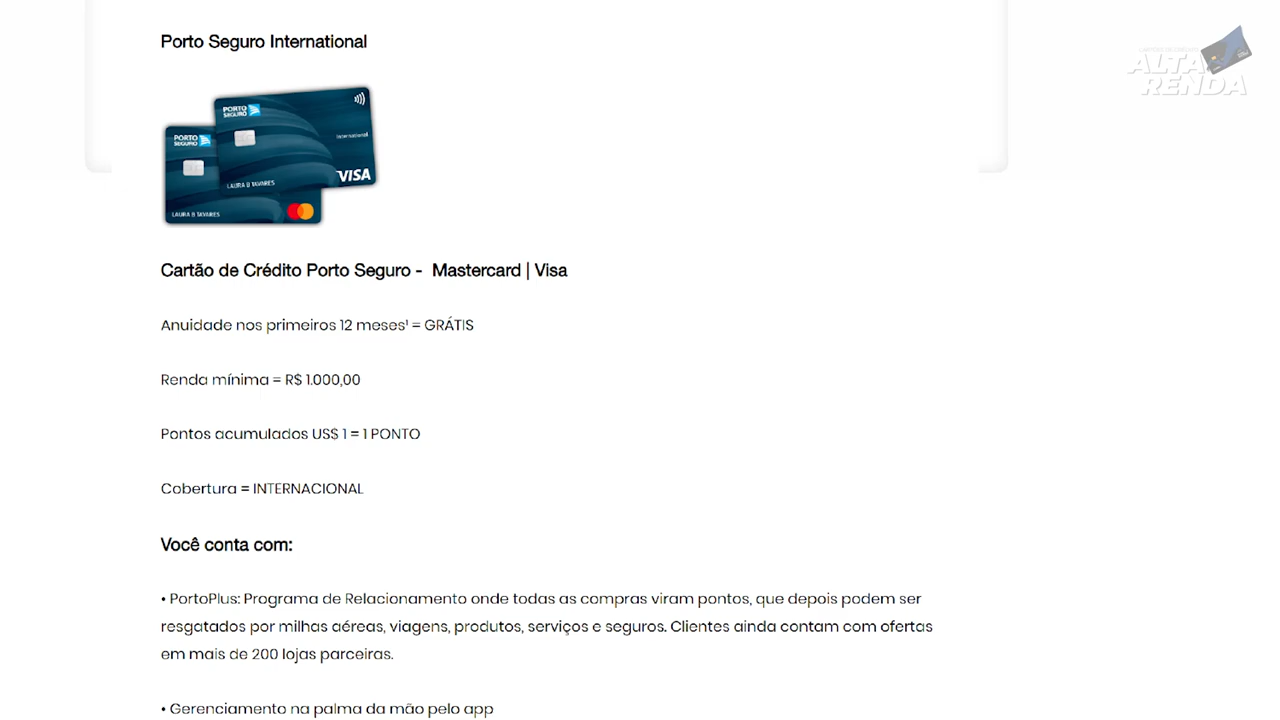 Porto Seguro International
ALTA
RENDA
PORTO
SEGURO
International
VISA
LAURA B TAVARES
PORTO
SEGURO
LAURA B TAVARES
Cartão de Crédito Porto Seguro - Mastercard | Visa
Anuidade nos primeiros 12 meses¹ = GRÁTIS
Renda mínima = R$ 1.000,00
Pontos acumulados US$ 1 = 1 PONTO
Cobertura = INTERNACIONAL
Você conta com:
• PortoPlus: Programa de Relacionamento onde todas as compras viram pontos, que depois podem ser
resgatados por milhas aéreas, viagens, produtos, serviços e seguros. Clientes ainda contam com ofertas
em mais de 200 lojas parceiras.
• Gerenciamento na palma da mão pelo app